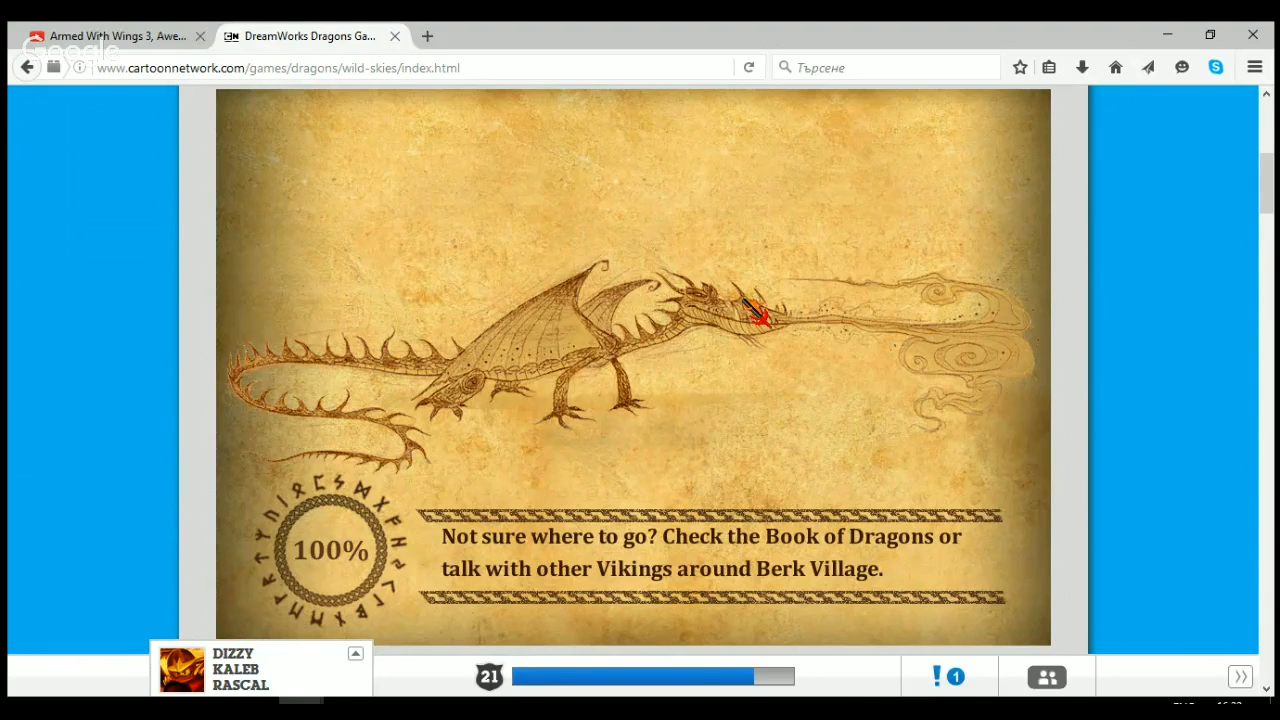 Armed With Wings 3, Awe...
DreamWorks Dragons Ga...
Google
www.cartoonnetwork.com/games/dragons/wild-skies/index.html
Търсене
100%
Not sure where to go? Check the Book of Dragons or
talk with other Vikings around Berk Village.
DIZZY
KALEB
RASCAL
21
1